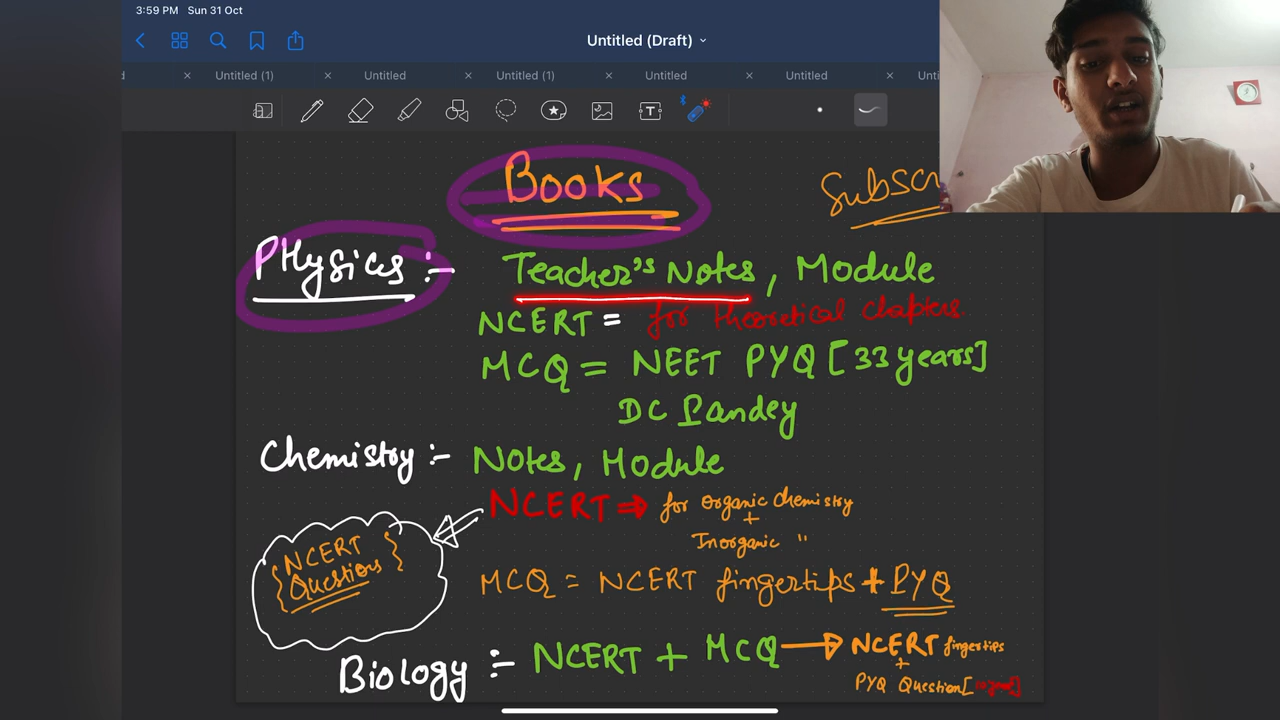 3:59 PM Sun 31 Oct
Untitled (Draft)
d × Untitled (1) × Untitled × Untitled (1) × Untitled × Untitled × Unti
T
Books
Subscr
PHysics :- Teacher's Notes, Module
NCERT = for Theoretical Chapters
MCQ = NEET PYQ [33 years]
DC Pandey
Chemistry :- Notes, Module
NCERT ⇒ for organic chemistry
+
Inorganic "
{NCERT
Questions}
MCQ = NCERT fingertips + PYQ
Biology :- NCERT + MCQ → NCERT fingertips
+
PYQ Question[